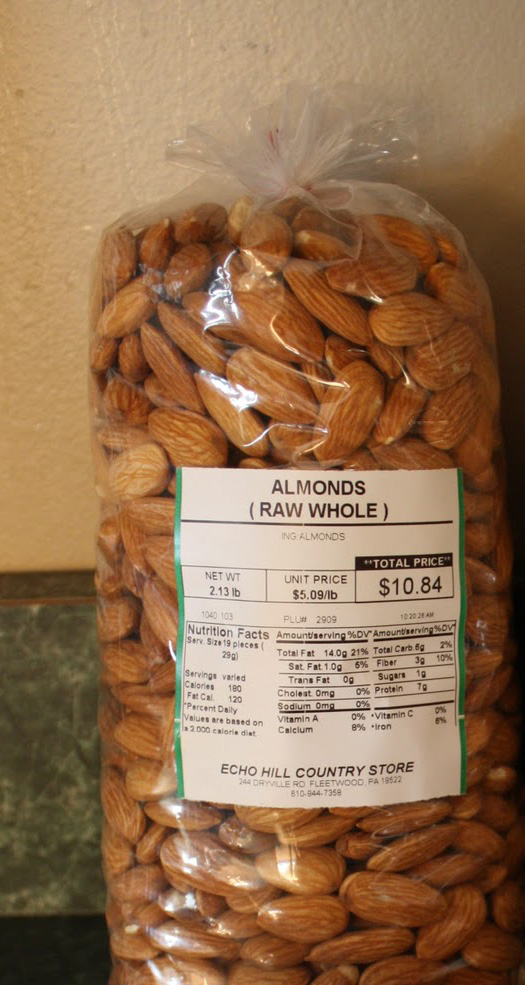 ALMONDS
( RAW WHOLE )
ING:ALMONDS
**TOTAL PRICE**
NET WT UNIT PRICE $10.84
2.13 lb $5.09/lb
1040 103 PLU# 2909 10:20:26 AM
Nutrition Facts Amount/serving %DV* Amount/serving %DV*
Serv. Size 19 pieces ( Total Fat 14.0g 21% Total Carb. 6g 2%
29g) Sat. Fat 1.0g 5% Fiber 3g 10%
Servings varied Trans Fat 0g Sugars 1g
Calories 180 Cholest. 0mg 0% Protein 7g
Fat Cal. 120 Sodium 0mg 0%
*Percent Daily Vitamin A 0% • Vitamin C 0%
Values are based on Calcium 8% • Iron 6%
a 2,000 calorie diet.
ECHO HILL COUNTRY STORE
244 DRYVILLE RD. FLEETWOOD, PA 19522
610-944-7358